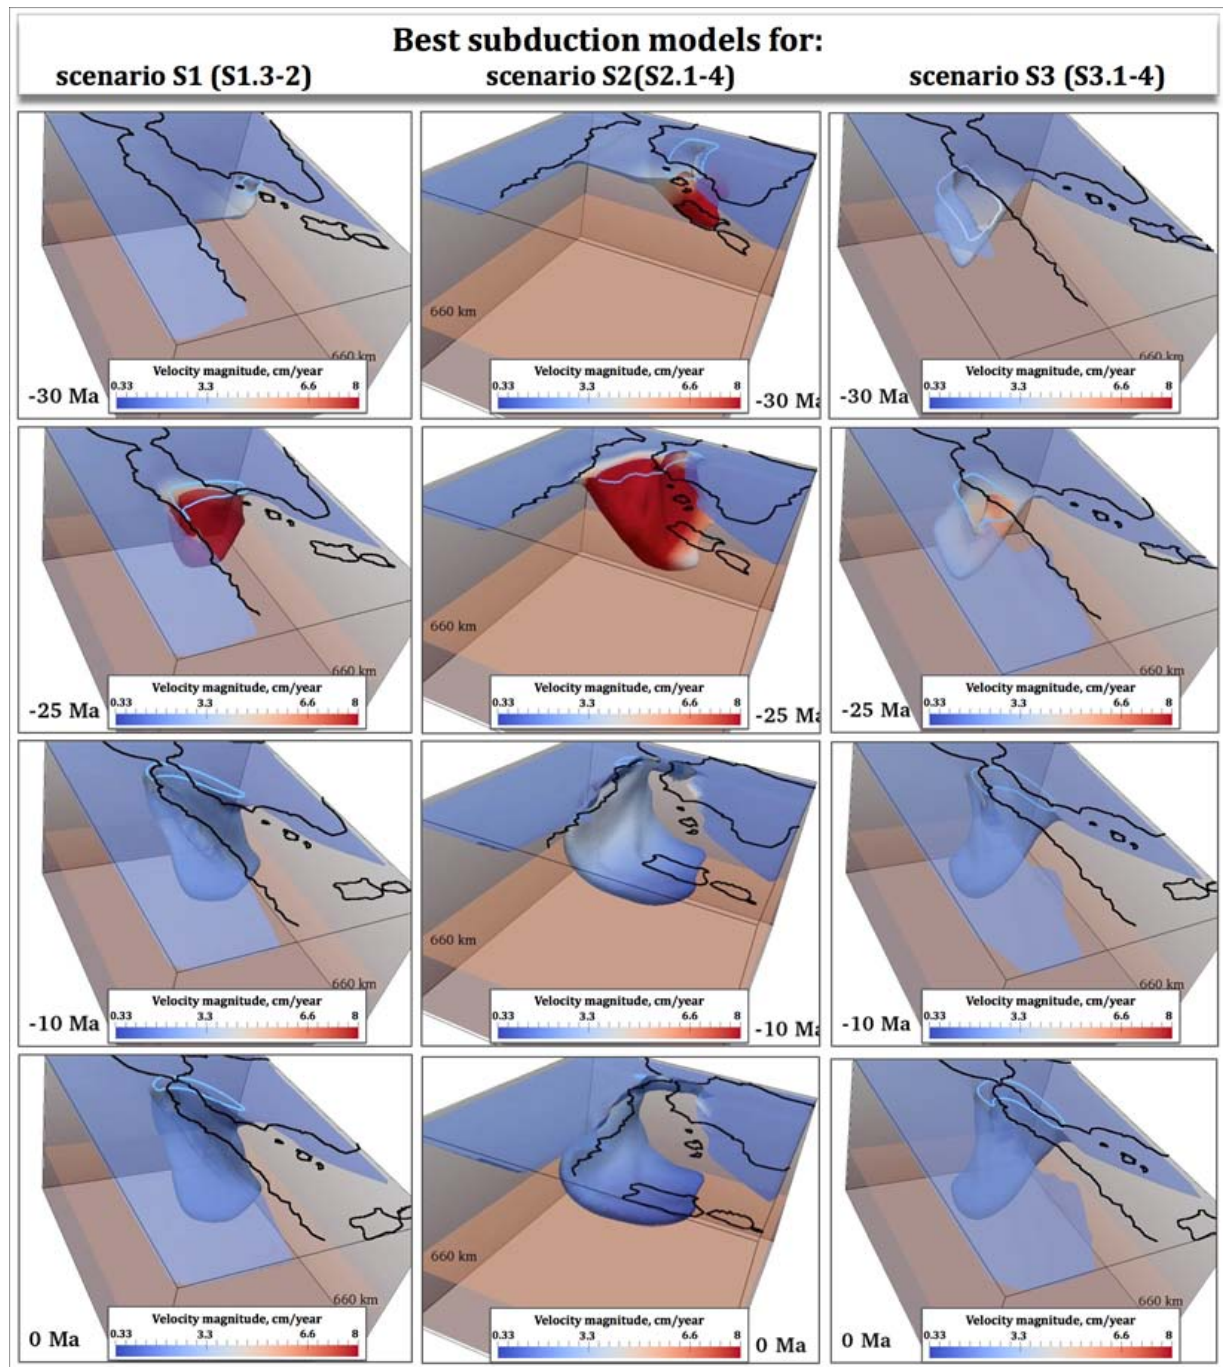 Best subduction models for:
scenario S1 (S1.3-2) scenario S2(S2.1-4) scenario S3 (S3.1-4)
660 km
660 km
660 km
Velocity magnitude, cm/year
0.33 3.3 6.6 8
-30 Ma
Velocity magnitude, cm/year
0.33 3.3 6.6 8
-30 Ma
Velocity magnitude, cm/year
0.33 3.3 6.6 8
-30 Ma
660 km
660 km
660 km
Velocity magnitude, cm/year
0.33 3.3 6.6 8
-25 Ma
Velocity magnitude, cm/year
0.33 3.3 6.6 8
-25 Ma
Velocity magnitude, cm/year
0.33 3.3 6.6 8
-25 Ma
660 km
660 km
660 km
Velocity magnitude, cm/year
0.33 3.3 6.6 8
-10 Ma
Velocity magnitude, cm/year
0.33 3.3 6.6 8
-10 Ma
Velocity magnitude, cm/year
0.33 3.3 6.6 8
-10 Ma
660 km
660 km
660 km
Velocity magnitude, cm/year
0.33 3.3 6.6 8
0 Ma
Velocity magnitude, cm/year
0.33 3.3 6.6 8
0 Ma
Velocity magnitude, cm/year
0.33 3.3 6.6 8
0 Ma